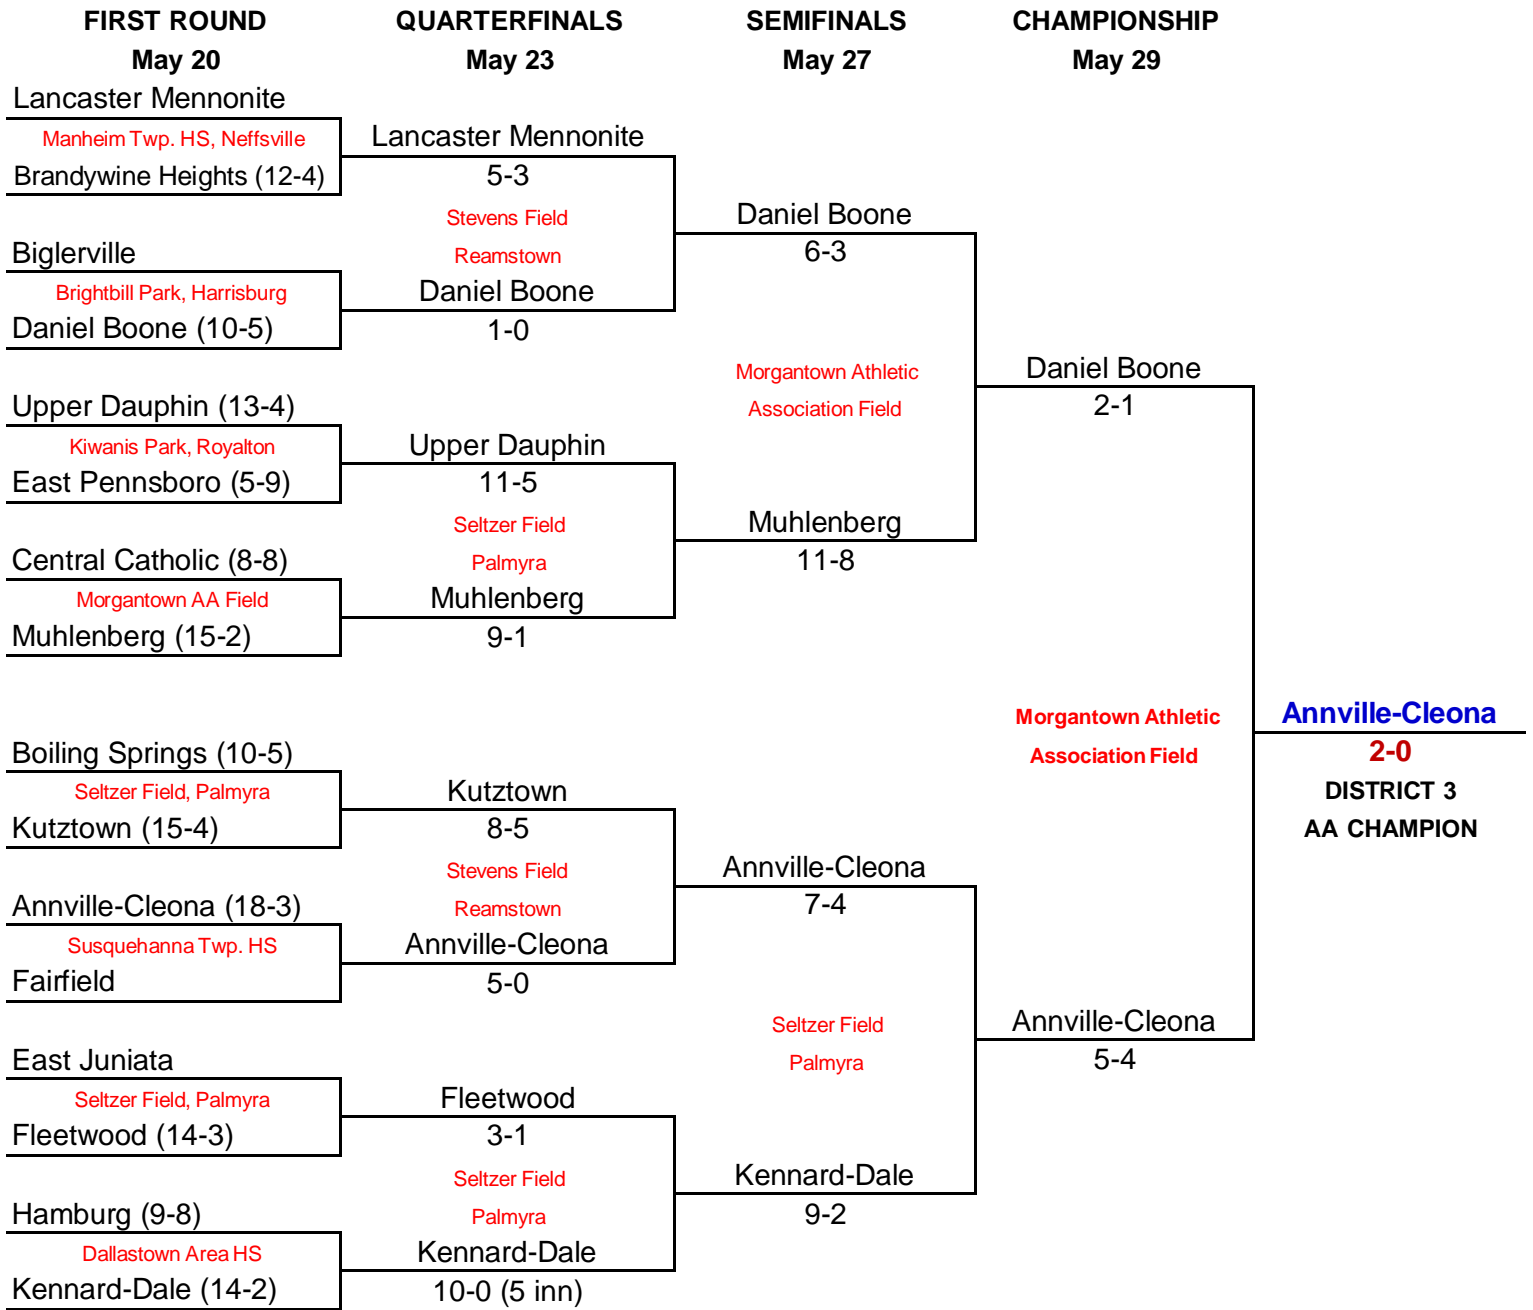 FIRST ROUND
May 20
QUARTERFINALS
May 23
SEMIFINALS
May 27
CHAMPIONSHIP
May 29
Lancaster Mennonite
Manheim Twp. HS, Neffsville
Brandywine Heights (12-4)
Biglerville
Brightbill Park, Harrisburg
Daniel Boone (10-5)
Upper Dauphin (13-4)
Kiwanis Park, Royalton
East Pennsboro (5-9)
Central Catholic (8-8)
Morgantown AA Field
Muhlenberg (15-2)
Boiling Springs (10-5)
Seltzer Field, Palmyra
Kutztown (15-4)
Annville-Cleona (18-3)
Susquehanna Twp. HS
Fairfield
East Juniata
Seltzer Field, Palmyra
Fleetwood (14-3)
Hamburg (9-8)
Dallastown Area HS
Kennard-Dale (14-2)
Lancaster Mennonite
5-3
Stevens Field
Reamstown
Daniel Boone
1-0
Upper Dauphin
11-5
Seltzer Field
Palmyra
Muhlenberg
9-1
Kutztown
8-5
Stevens Field
Reamstown
Annville-Cleona
5-0
Fleetwood
3-1
Seltzer Field
Palmyra
Kennard-Dale
10-0 (5 inn)
Daniel Boone
6-3
Morgantown Athletic
Association Field
Muhlenberg
11-8
Annville-Cleona
7-4
Seltzer Field
Palmyra
Kennard-Dale
9-2
Daniel Boone
2-1
Morgantown Athletic
Association Field
Annville-Cleona
5-4
Annville-Cleona
2-0
DISTRICT 3
AA CHAMPION